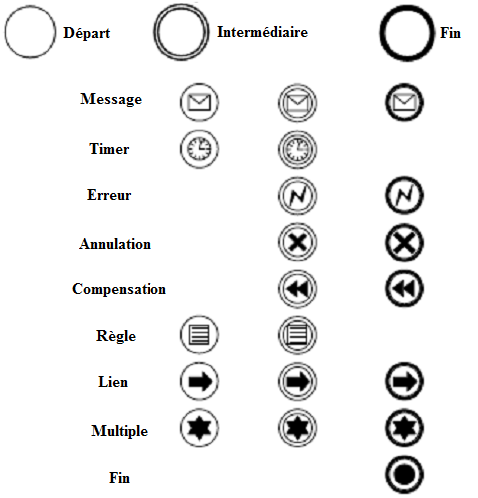 Départ Intermédiaire Fin
Message
Timer
Erreur
Annulation
Compensation
Règle
Lien
Multiple
Fin